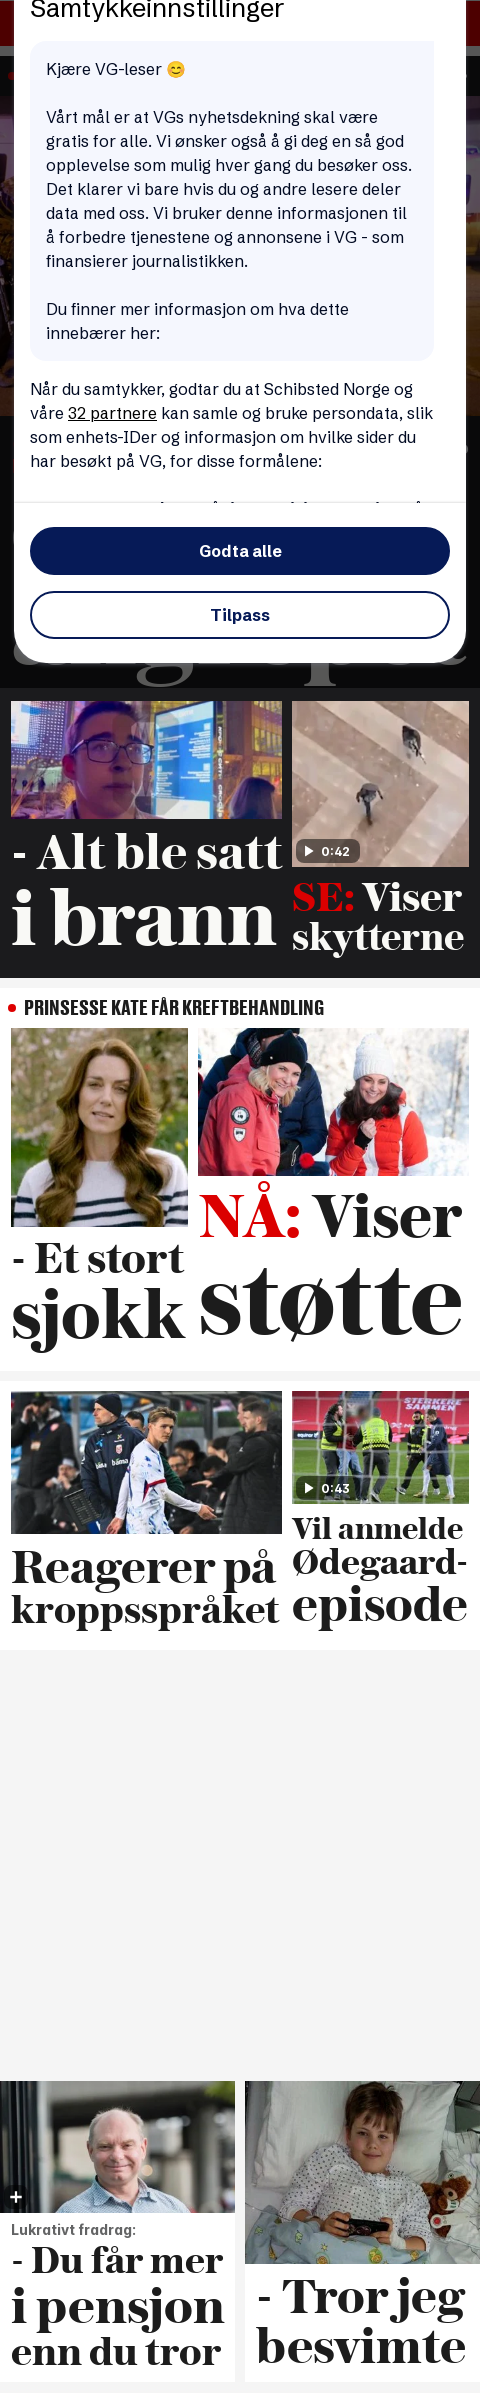 Samtykkeinnstillinger
Kjære VG-leser 😊
Vårt mål er at VGs nyhetsdekning skal være
gratis for alle. Vi ønsker også å gi deg en så god
opplevelse som mulig hver gang du besøker oss.
Det klarer vi bare hvis du og andre lesere deler
data med oss. Vi bruker denne informasjonen til
å forbedre tjenestene og annonsene i VG - som
finansierer journalistikken.
Du finner mer informasjon om hva dette
innebærer her:
Når du samtykker, godtar du at Schibsted Norge og
våre 32 partnere kan samle og bruke persondata, slik
som enhets-IDer og informasjon om hvilke sider du
har besøkt på VG, for disse formålene:
Godta alle
Tilpass
- Alt ble satt
i brann
0:42
SE: Viser
skytterne
PRINSESSE KATE FÅR KREFTBEHANDLING
- Et stort
sjokk
NÅ: Viser
støtte
Reagerer på
kroppsspråket
STERKERE
SAMMEN
0:43
Vil anmelde
Ødegaard-
episode
Lukrativt fradrag:
- Du får mer
i pensjon
enn du tror
- Tror jeg
besvimte